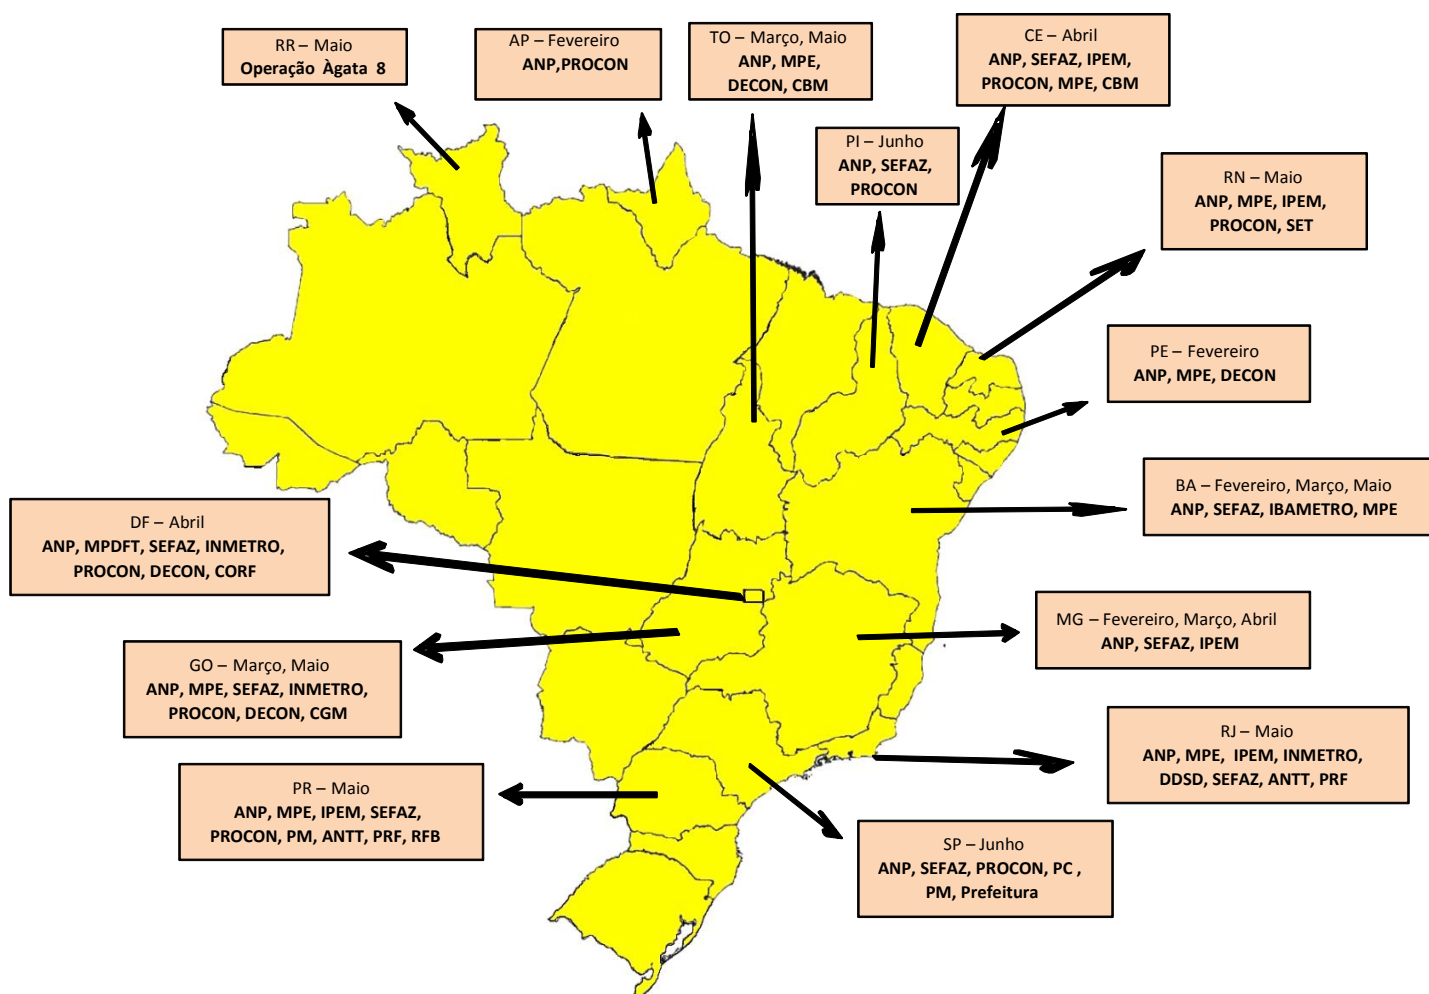 RR – Maio
Operação Àgata 8
AP – Fevereiro
ANP,PROCON
TO – Março, Maio
ANP, MPE,
DECON, CBM
CE – Abril
ANP, SEFAZ, IPEM,
PROCON, MPE, CBM
PI – Junho
ANP, SEFAZ,
PROCON
RN – Maio
ANP, MPE, IPEM,
PROCON, SET
PE – Fevereiro
ANP, MPE, DECON
BA – Fevereiro, Março, Maio
ANP, SEFAZ, IBAMETRO, MPE
DF – Abril
ANP, MPDFT, SEFAZ, INMETRO,
PROCON, DECON, CORF
MG – Fevereiro, Março, Abril
ANP, SEFAZ, IPEM
GO – Março, Maio
ANP, MPE, SEFAZ, INMETRO,
PROCON, DECON, CGM
RJ – Maio
ANP, MPE, IPEM, INMETRO,
DDSD, SEFAZ, ANTT, PRF
PR – Maio
ANP, MPE, IPEM, SEFAZ,
PROCON, PM, ANTT, PRF, RFB
SP – Junho
ANP, SEFAZ, PROCON, PC ,
PM, Prefeitura